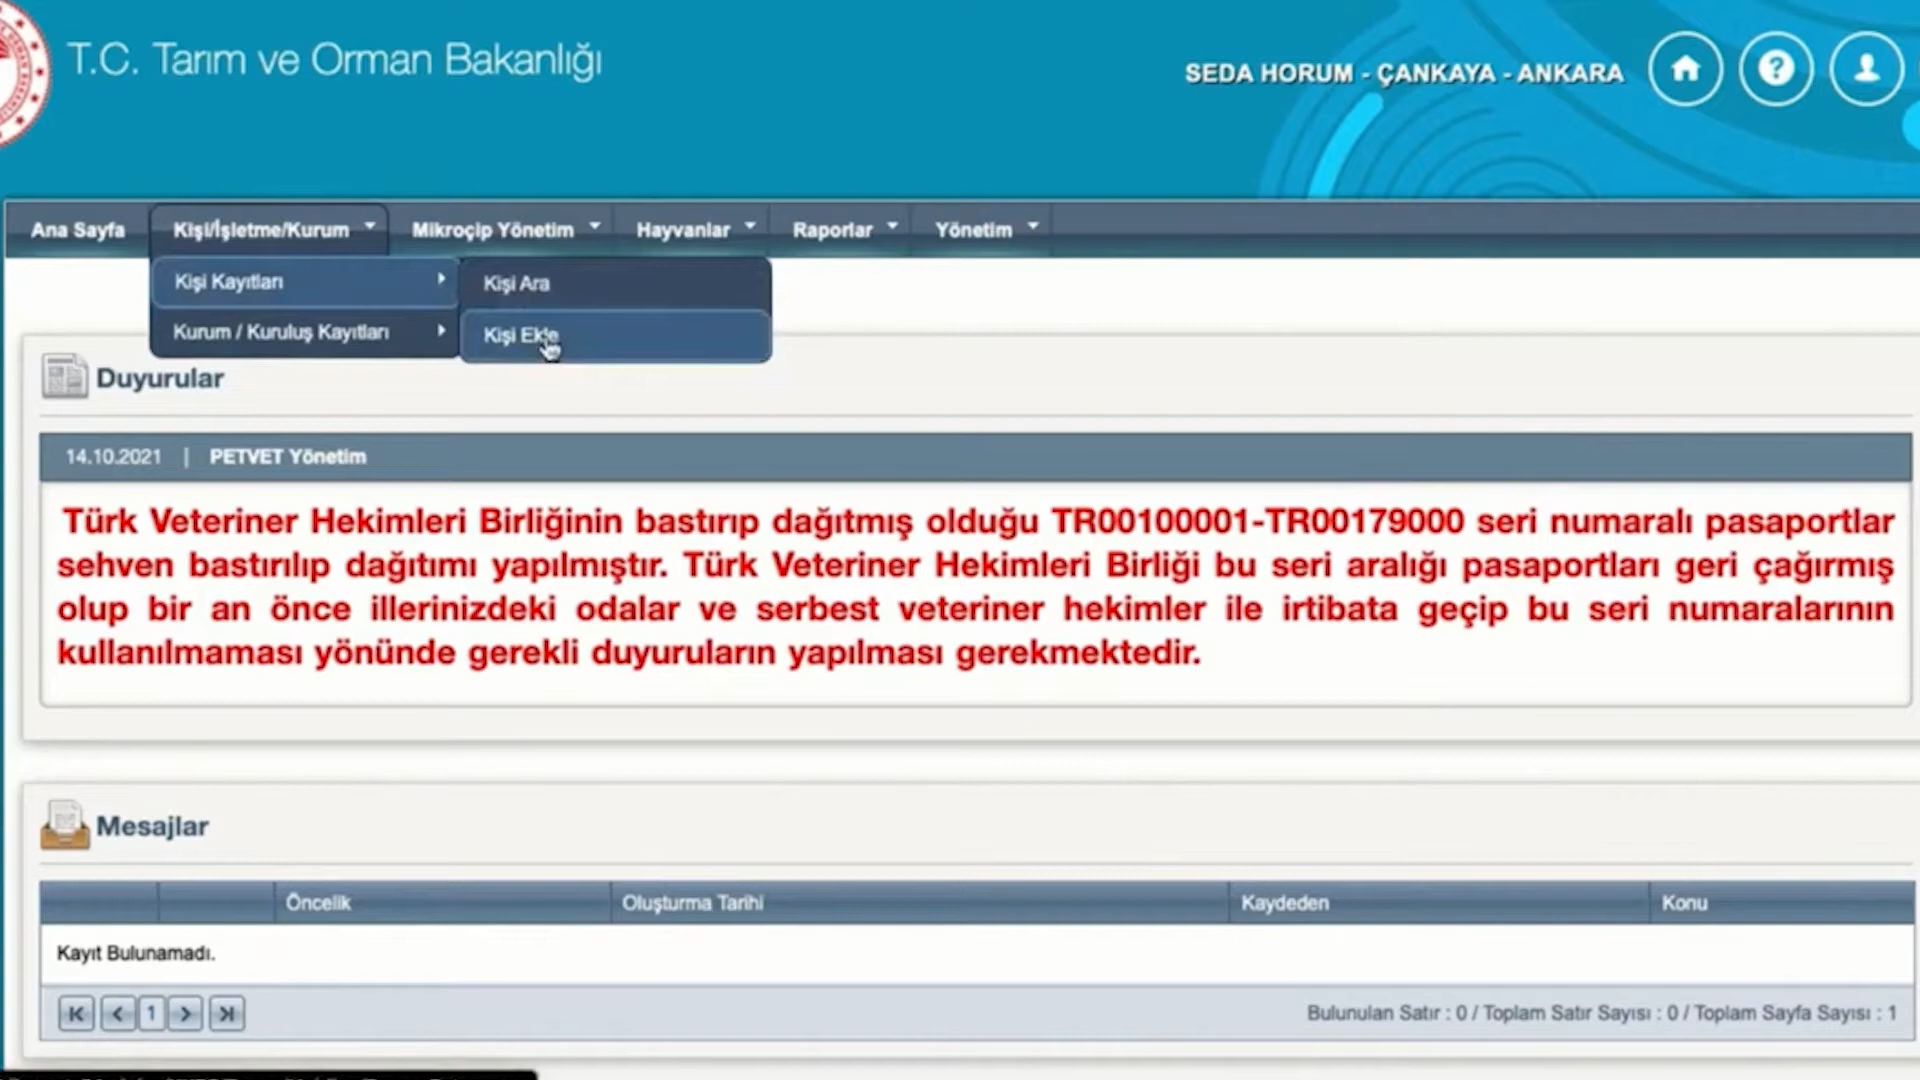 T.C. Tarım ve Orman Bakanlığı
SEDA HORUM - ÇANKAYA - ANKARA
Ana Sayfa
Kişi/İşletme/Kurum
Mikroçip Yönetim
Hayvanlar
Raporlar
Yönetim
Kişi Kayıtları
Kişi Ara
Kurum / Kuruluş Kayıtları
Kişi Ekle
Duyurular
14.10.2021 | PETVET Yönetim
Türk Veteriner Hekimleri Birliğinin bastırıp dağıtmış olduğu TR00100001-TR00179000 seri numaralı pasaportlar
sehven bastırılıp dağıtımı yapılmıştır. Türk Veteriner Hekimleri Birliği bu seri aralığı pasaportları geri çağırmış
olup bir an önce illerinizdeki odalar ve serbest veteriner hekimler ile irtibata geçip bu seri numaralarının
kullanılmaması yönünde gerekli duyuruların yapılması gerekmektedir.
Mesajlar
Öncelik
Oluşturma Tarihi
Kaydeden
Konu
Kayıt Bulunamadı.
1
Bulunulan Satır : 0 / Toplam Satır Sayısı : 0 / Toplam Sayfa Sayısı : 1